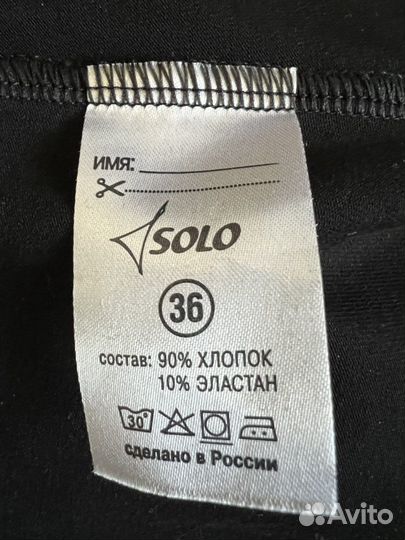 ИМЯ:
SOLO
36
состав: 90% ХЛОПОК
10% ЭЛАСТАН
30°
сделано в России
Avito